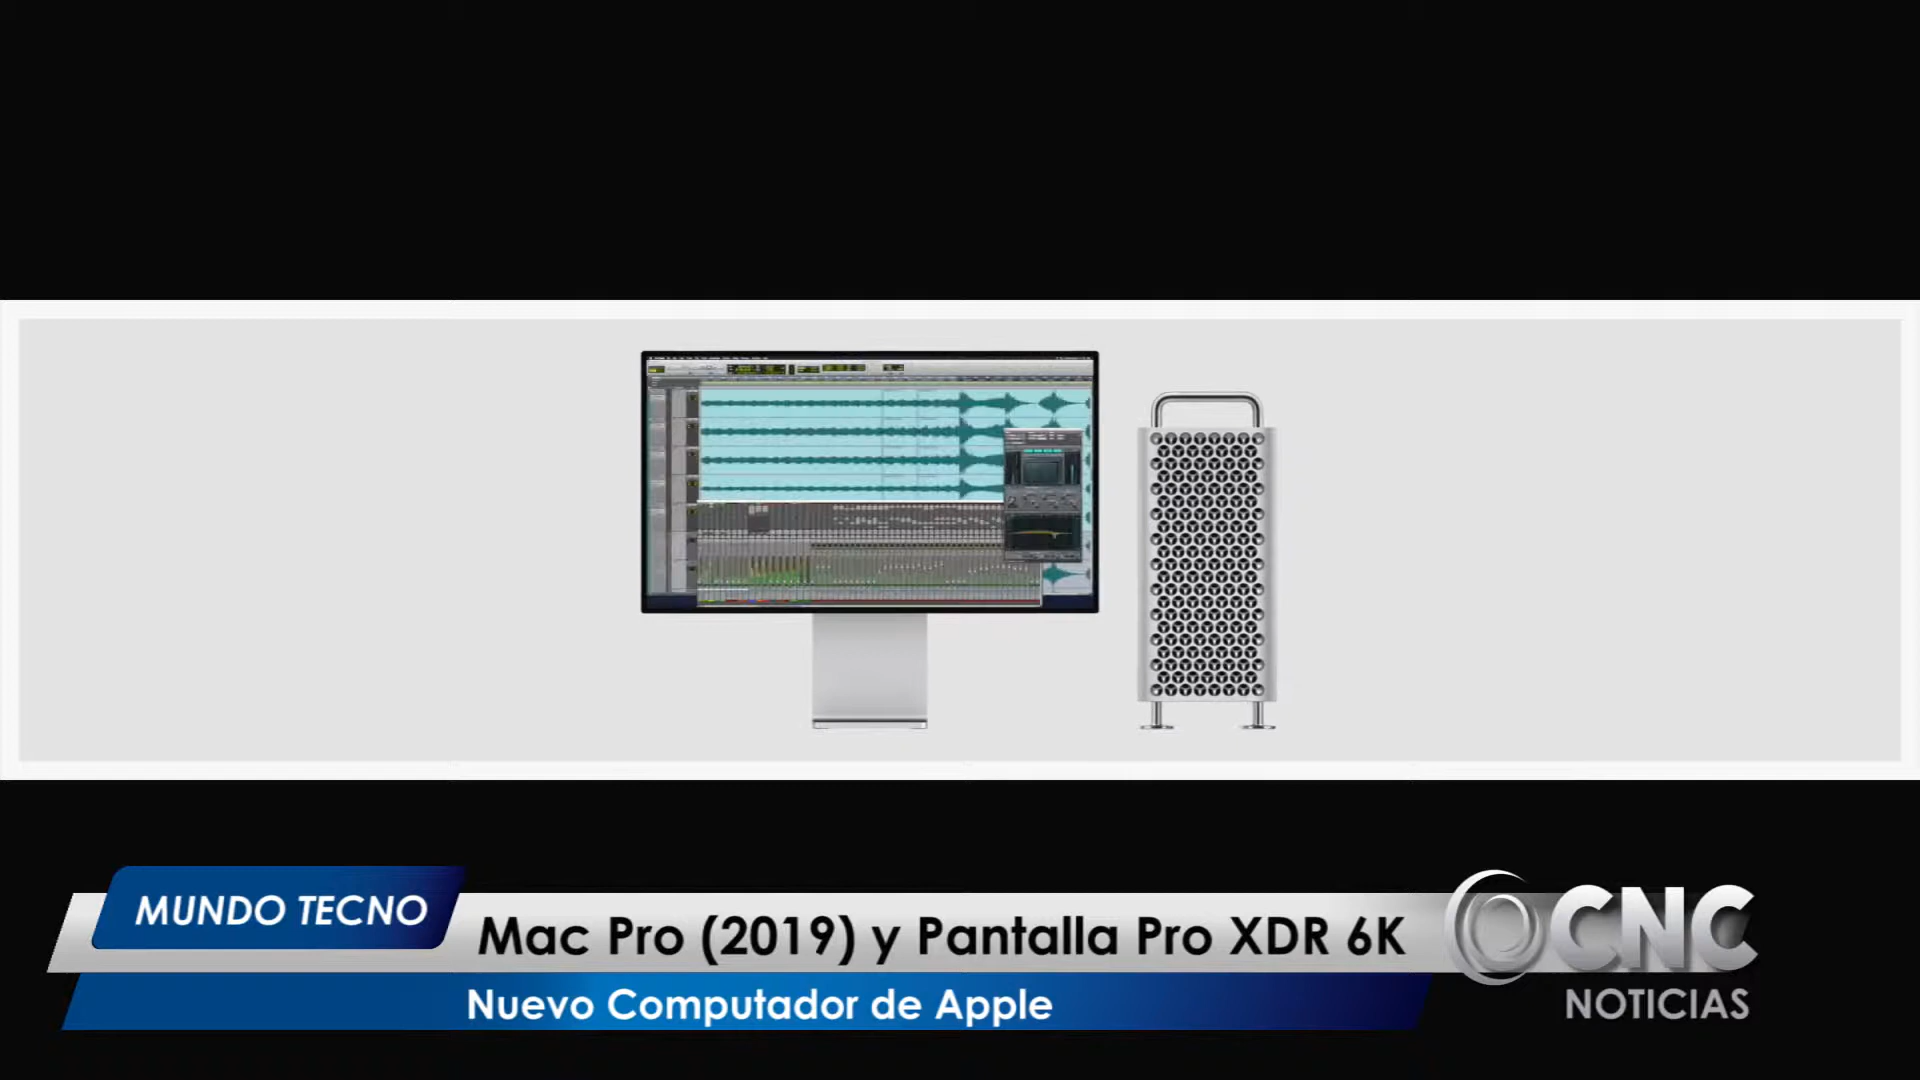 MUNDO TECNO
Mac Pro (2019) y Pantalla Pro XDR 6K
Nuevo Computador de Apple
CNC
NOTICIAS